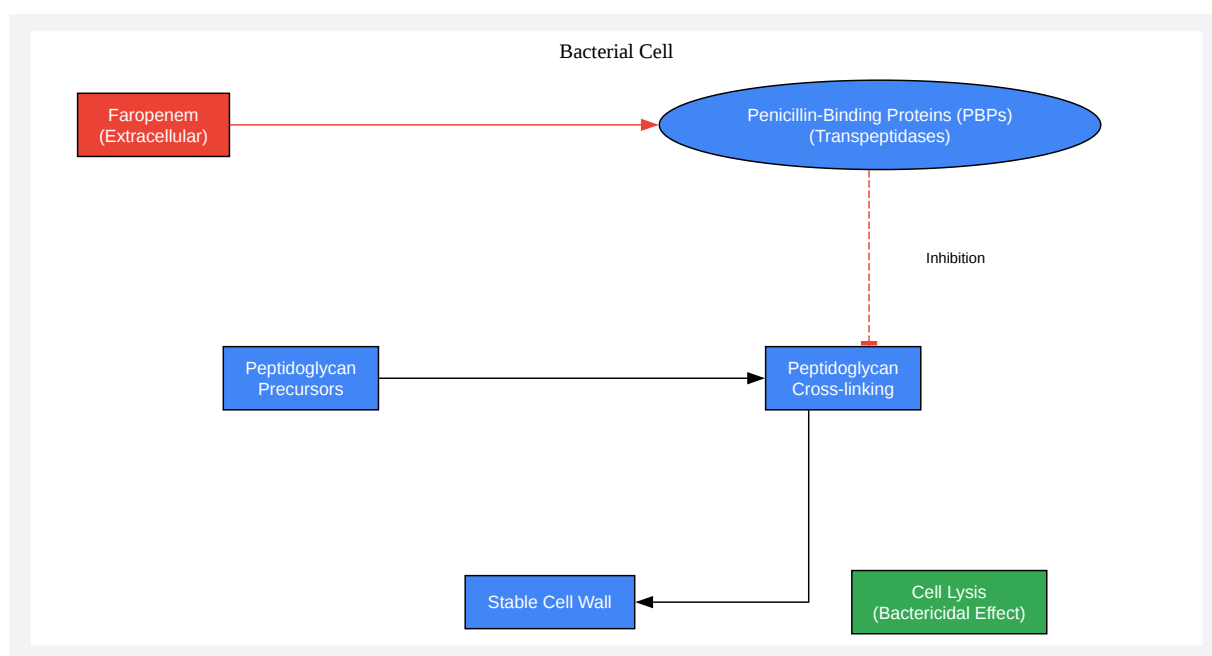 Bacterial Cell
Faropenem
(Extracellular)
Penicillin-Binding Proteins (PBPs)
(Transpeptidases)
Inhibition
Peptidoglycan
Precursors
Peptidoglycan
Cross-linking
Stable Cell Wall
Cell Lysis
(Bactericidal Effect)